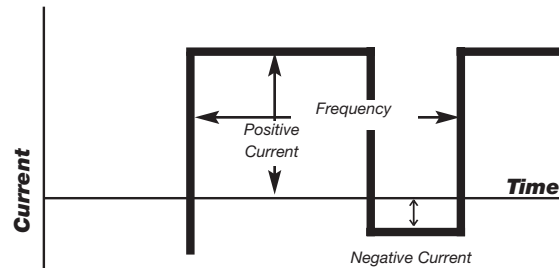 Frequency
Positive
Current
Time
Current
Negative Current